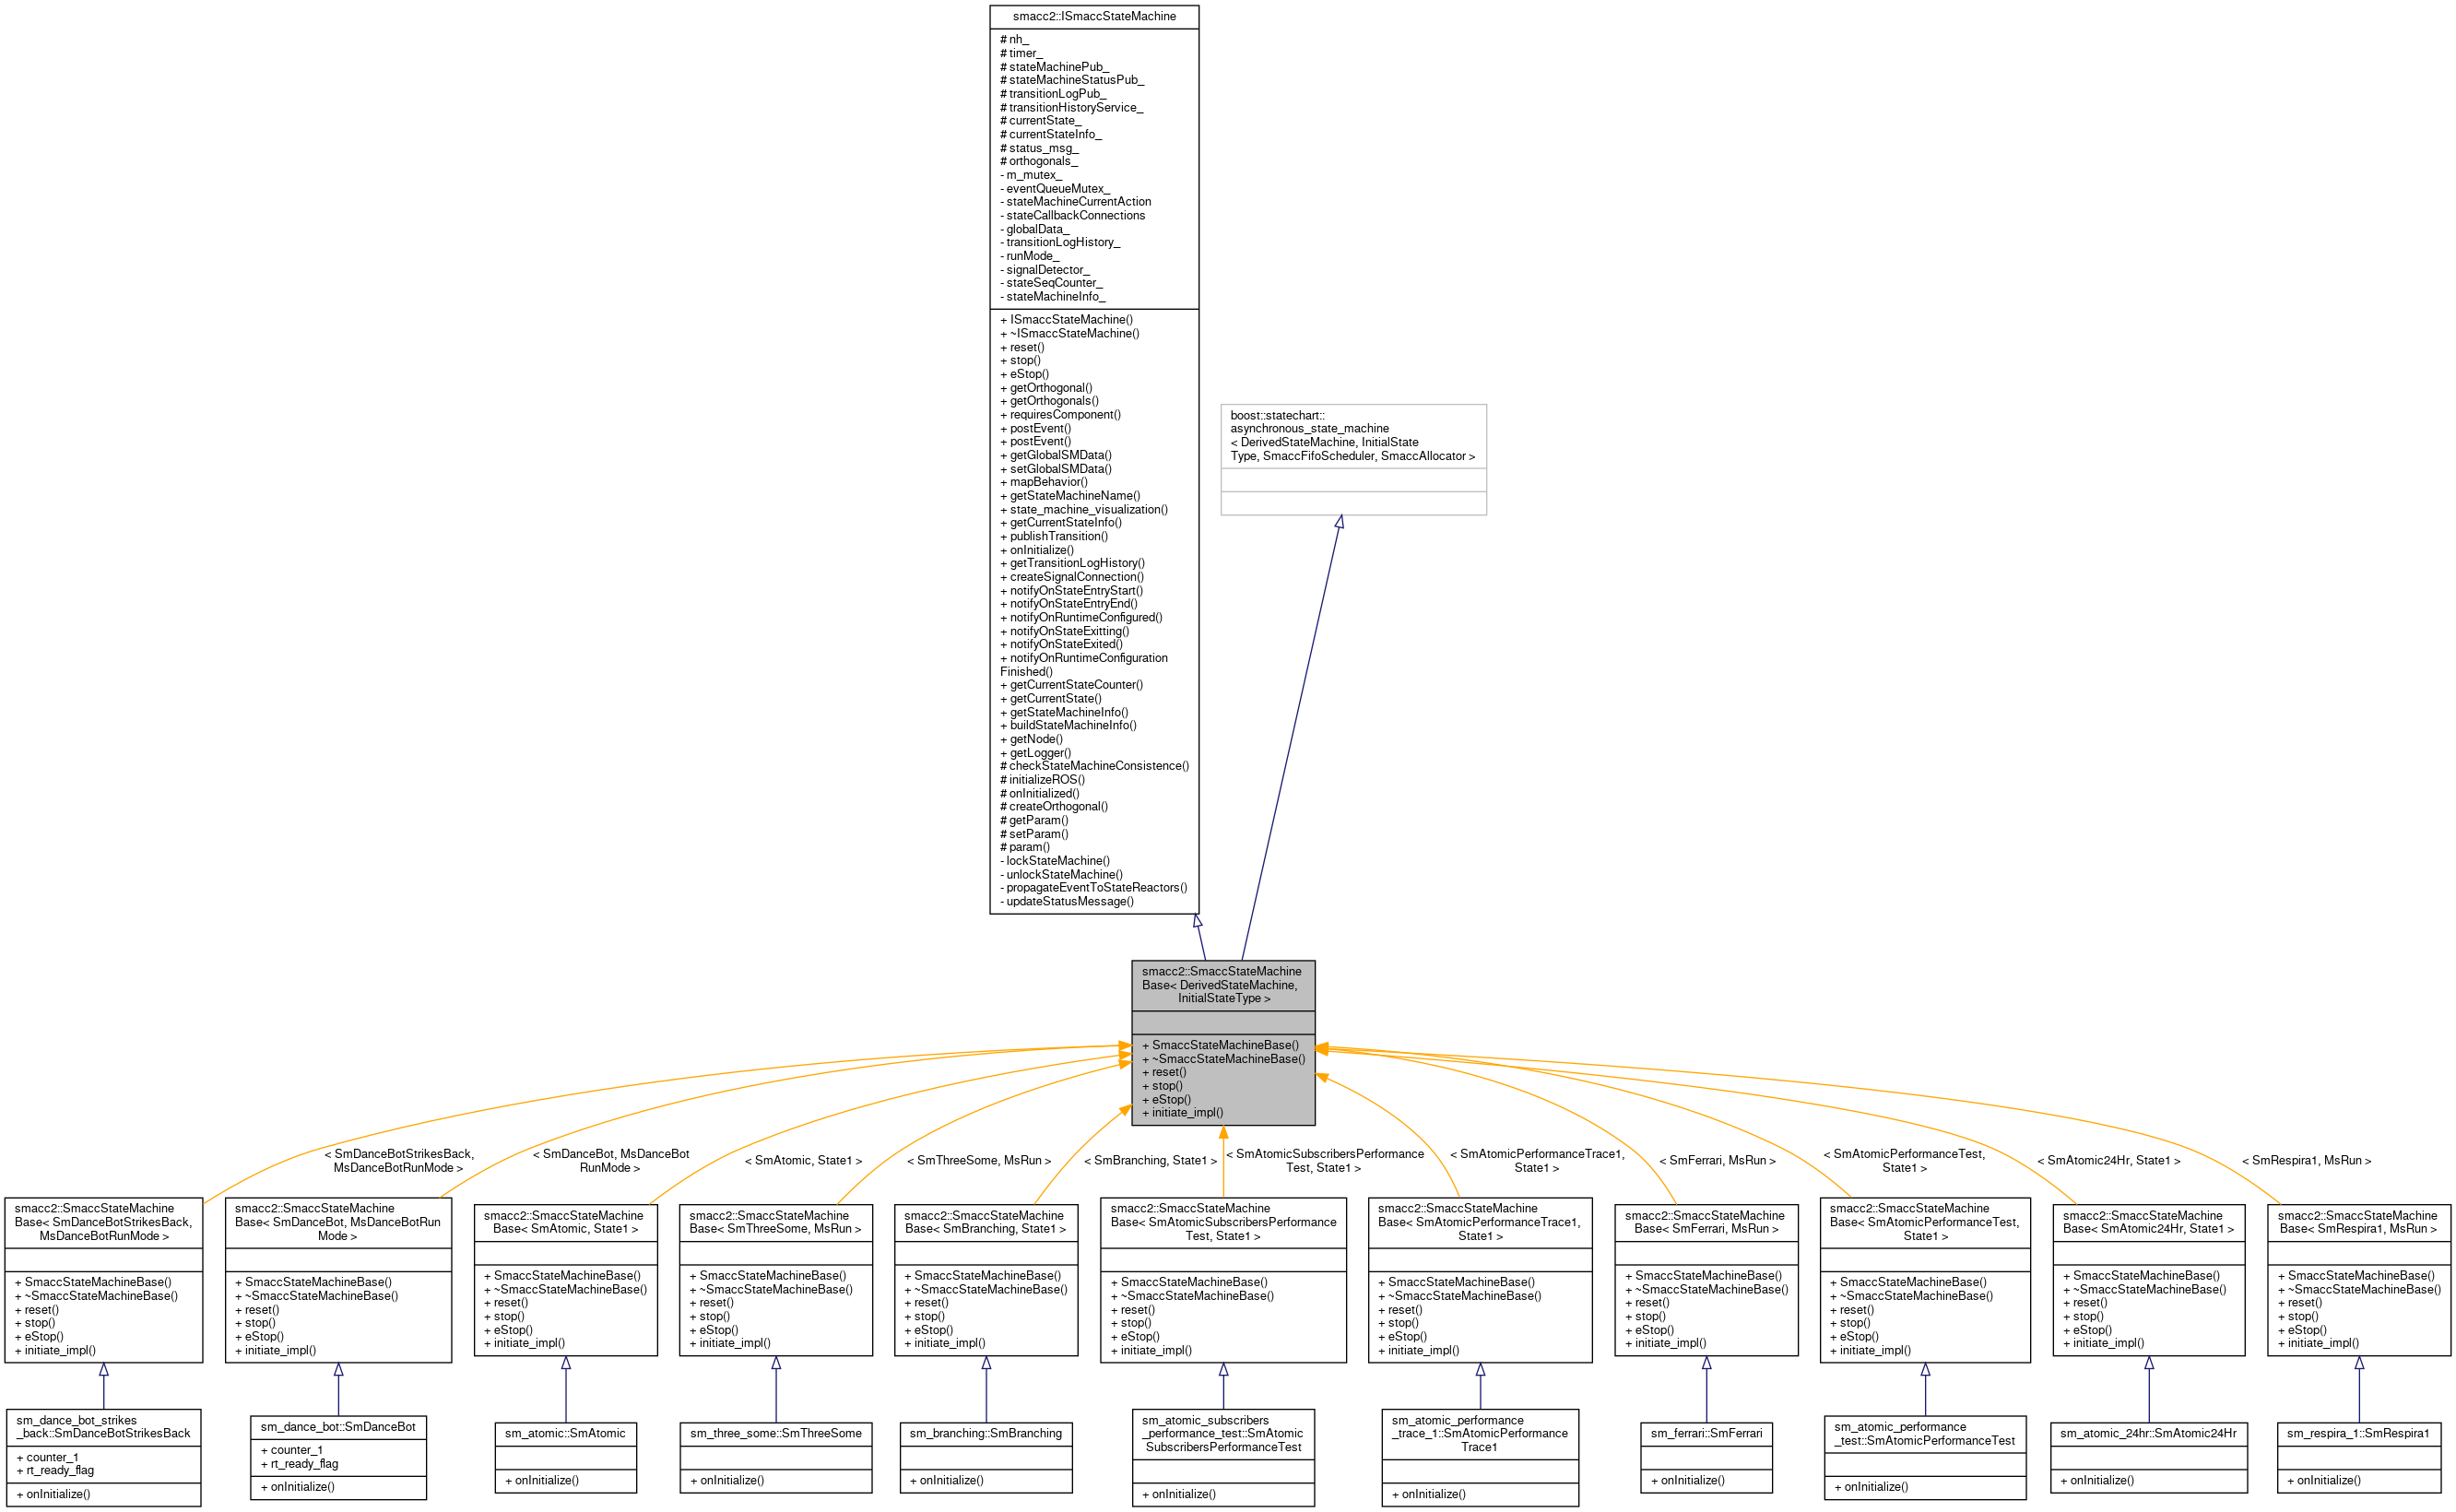 smacc2::ISmaccStateMachine
# nh_
# timer_
# stateMachinePub_
# stateMachineStatusPub_
# transitionLogPub_
# transitionHistoryService_
# currentState_
# currentStateInfo_
# status_msg_
# orthogonals_
- m_mutex_
- eventQueueMutex_
- stateMachineCurrentAction
- stateCallbackConnections
- globalData_
- transitionLogHistory_
- runMode_
- signalDetector_
- stateSeqCounter_
- stateMachineInfo_
+ ISmaccStateMachine()
+ ~ISmaccStateMachine()
+ reset()
+ stop()
+ eStop()
+ getOrthogonal()
+ getOrthogonals()
+ requiresComponent()
+ postEvent()
+ postEvent()
+ getGlobalSMData()
+ setGlobalSMData()
+ mapBehavior()
+ getStateMachineName()
+ state_machine_visualization()
+ getCurrentStateInfo()
+ publishTransition()
+ onInitialize()
+ getTransitionLogHistory()
+ createSignalConnection()
+ notifyOnStateEntryStart()
+ notifyOnStateEntryEnd()
+ notifyOnRuntimeConfigured()
+ notifyOnStateExitting()
+ notifyOnStateExited()
+ notifyOnRuntimeConfiguration
Finished()
+ getCurrentStateCounter()
+ getCurrentState()
+ getStateMachineInfo()
+ buildStateMachineInfo()
+ getNode()
+ getLogger()
# checkStateMachineConsistence()
# initializeROS()
# onInitialized()
# createOrthogonal()
# getParam()
# setParam()
# param()
- lockStateMachine()
- unlockStateMachine()
- propagateEventToStateReactors()
- updateStatusMessage()
boost::statechart::
asynchronous_state_machine
< DerivedStateMachine, InitialState
Type, SmaccFifoScheduler, SmaccAllocator >
smacc2::SmaccStateMachine
Base< DerivedStateMachine,
InitialStateType >
+ SmaccStateMachineBase()
+ ~SmaccStateMachineBase()
+ reset()
+ stop()
+ eStop()
+ initiate_impl()
< SmDanceBotStrikesBack,
MsDanceBotRunMode >
< SmDanceBot, MsDanceBot
RunMode >
< SmAtomic, State1 >
< SmThreeSome, MsRun >
< SmBranching, State1 >
< SmAtomicSubscribersPerformance
Test, State1 >
< SmAtomicPerformanceTrace1,
State1 >
< SmFerrari, MsRun >
< SmAtomicPerformanceTest,
State1 >
< SmAtomic24Hr, State1 >
< SmRespira1, MsRun >
smacc2::SmaccStateMachine
Base< SmDanceBotStrikesBack,
MsDanceBotRunMode >
+ SmaccStateMachineBase()
+ ~SmaccStateMachineBase()
+ reset()
+ stop()
+ eStop()
+ initiate_impl()
smacc2::SmaccStateMachine
Base< SmDanceBot, MsDanceBotRun
Mode >
+ SmaccStateMachineBase()
+ ~SmaccStateMachineBase()
+ reset()
+ stop()
+ eStop()
+ initiate_impl()
smacc2::SmaccStateMachine
Base< SmAtomic, State1 >
+ SmaccStateMachineBase()
+ ~SmaccStateMachineBase()
+ reset()
+ stop()
+ eStop()
+ initiate_impl()
smacc2::SmaccStateMachine
Base< SmThreeSome, MsRun >
+ SmaccStateMachineBase()
+ ~SmaccStateMachineBase()
+ reset()
+ stop()
+ eStop()
+ initiate_impl()
smacc2::SmaccStateMachine
Base< SmBranching, State1 >
+ SmaccStateMachineBase()
+ ~SmaccStateMachineBase()
+ reset()
+ stop()
+ eStop()
+ initiate_impl()
smacc2::SmaccStateMachine
Base< SmAtomicSubscribersPerformance
Test, State1 >
+ SmaccStateMachineBase()
+ ~SmaccStateMachineBase()
+ reset()
+ stop()
+ eStop()
+ initiate_impl()
smacc2::SmaccStateMachine
Base< SmAtomicPerformanceTrace1,
State1 >
+ SmaccStateMachineBase()
+ ~SmaccStateMachineBase()
+ reset()
+ stop()
+ eStop()
+ initiate_impl()
smacc2::SmaccStateMachine
Base< SmFerrari, MsRun >
+ SmaccStateMachineBase()
+ ~SmaccStateMachineBase()
+ reset()
+ stop()
+ eStop()
+ initiate_impl()
smacc2::SmaccStateMachine
Base< SmAtomicPerformanceTest,
State1 >
+ SmaccStateMachineBase()
+ ~SmaccStateMachineBase()
+ reset()
+ stop()
+ eStop()
+ initiate_impl()
smacc2::SmaccStateMachine
Base< SmAtomic24Hr, State1 >
+ SmaccStateMachineBase()
+ ~SmaccStateMachineBase()
+ reset()
+ stop()
+ eStop()
+ initiate_impl()
smacc2::SmaccStateMachine
Base< SmRespira1, MsRun >
+ SmaccStateMachineBase()
+ ~SmaccStateMachineBase()
+ reset()
+ stop()
+ eStop()
+ initiate_impl()
sm_dance_bot_strikes
_back::SmDanceBotStrikesBack
+ counter_1
+ rt_ready_flag
+ onInitialize()
sm_dance_bot::SmDanceBot
+ counter_1
+ rt_ready_flag
+ onInitialize()
sm_atomic::SmAtomic
+ onInitialize()
sm_three_some::SmThreeSome
+ onInitialize()
sm_branching::SmBranching
+ onInitialize()
sm_atomic_subscribers
_performance_test::SmAtomic
SubscribersPerformanceTest
+ onInitialize()
sm_atomic_performance
_trace_1::SmAtomicPerformance
Trace1
+ onInitialize()
sm_ferrari::SmFerrari
+ onInitialize()
sm_atomic_performance
_test::SmAtomicPerformanceTest
+ onInitialize()
sm_atomic_24hr::SmAtomic24Hr
+ onInitialize()
sm_respira_1::SmRespira1
+ onInitialize()